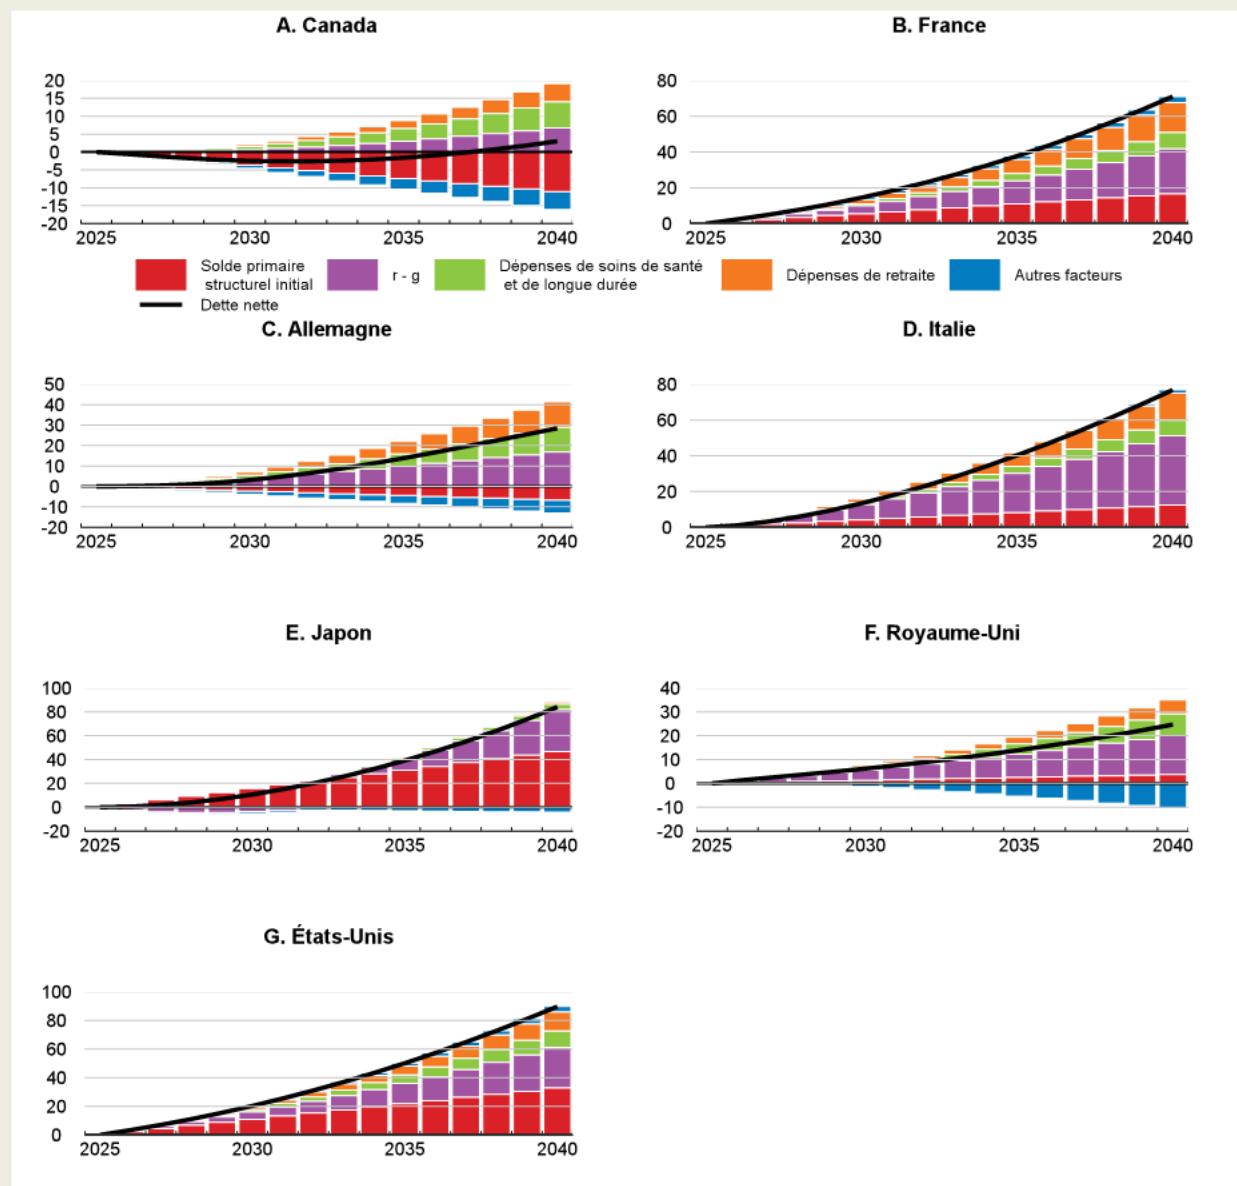 A. Canada
20
15
10
5
0
-5
-10
-15
-20
2025 2030 2035 2040
B. France
80
60
40
20
0
2025 2030 2035 2040
Solde primaire
structurel initial
r - g
Dépenses de soins de santé
et de longue durée
Dépenses de retraite
Autres facteurs
Dette nette
C. Allemagne
50
40
30
20
10
0
-10
-20
2025 2030 2035 2040
D. Italie
80
60
40
20
0
2025 2030 2035 2040
E. Japon
100
80
60
40
20
0
-20
2025 2030 2035 2040
F. Royaume-Uni
40
30
20
10
0
-10
-20
2025 2030 2035 2040
G. États-Unis
100
80
60
40
20
0
2025 2030 2035 2040